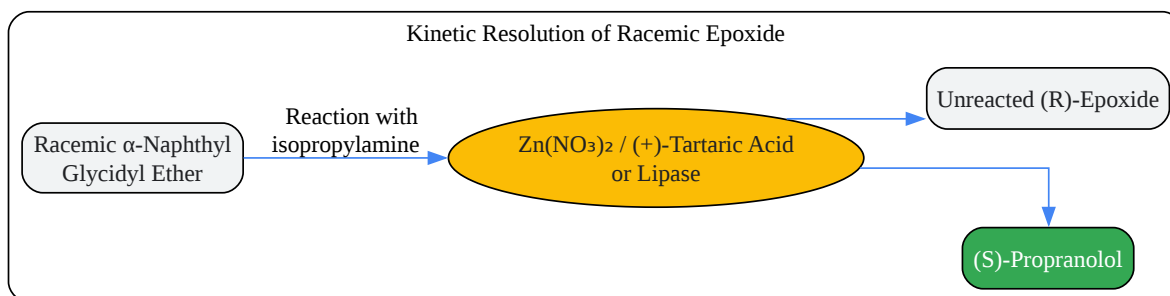 Kinetic Resolution of Racemic Epoxide
Racemic α-Naphthyl
Glycidyl Ether
Reaction with
isopropylamine
Zn(NO₃)₂ / (+)-Tartaric Acid
or Lipase
Unreacted (R)-Epoxide
(S)-Propranolol